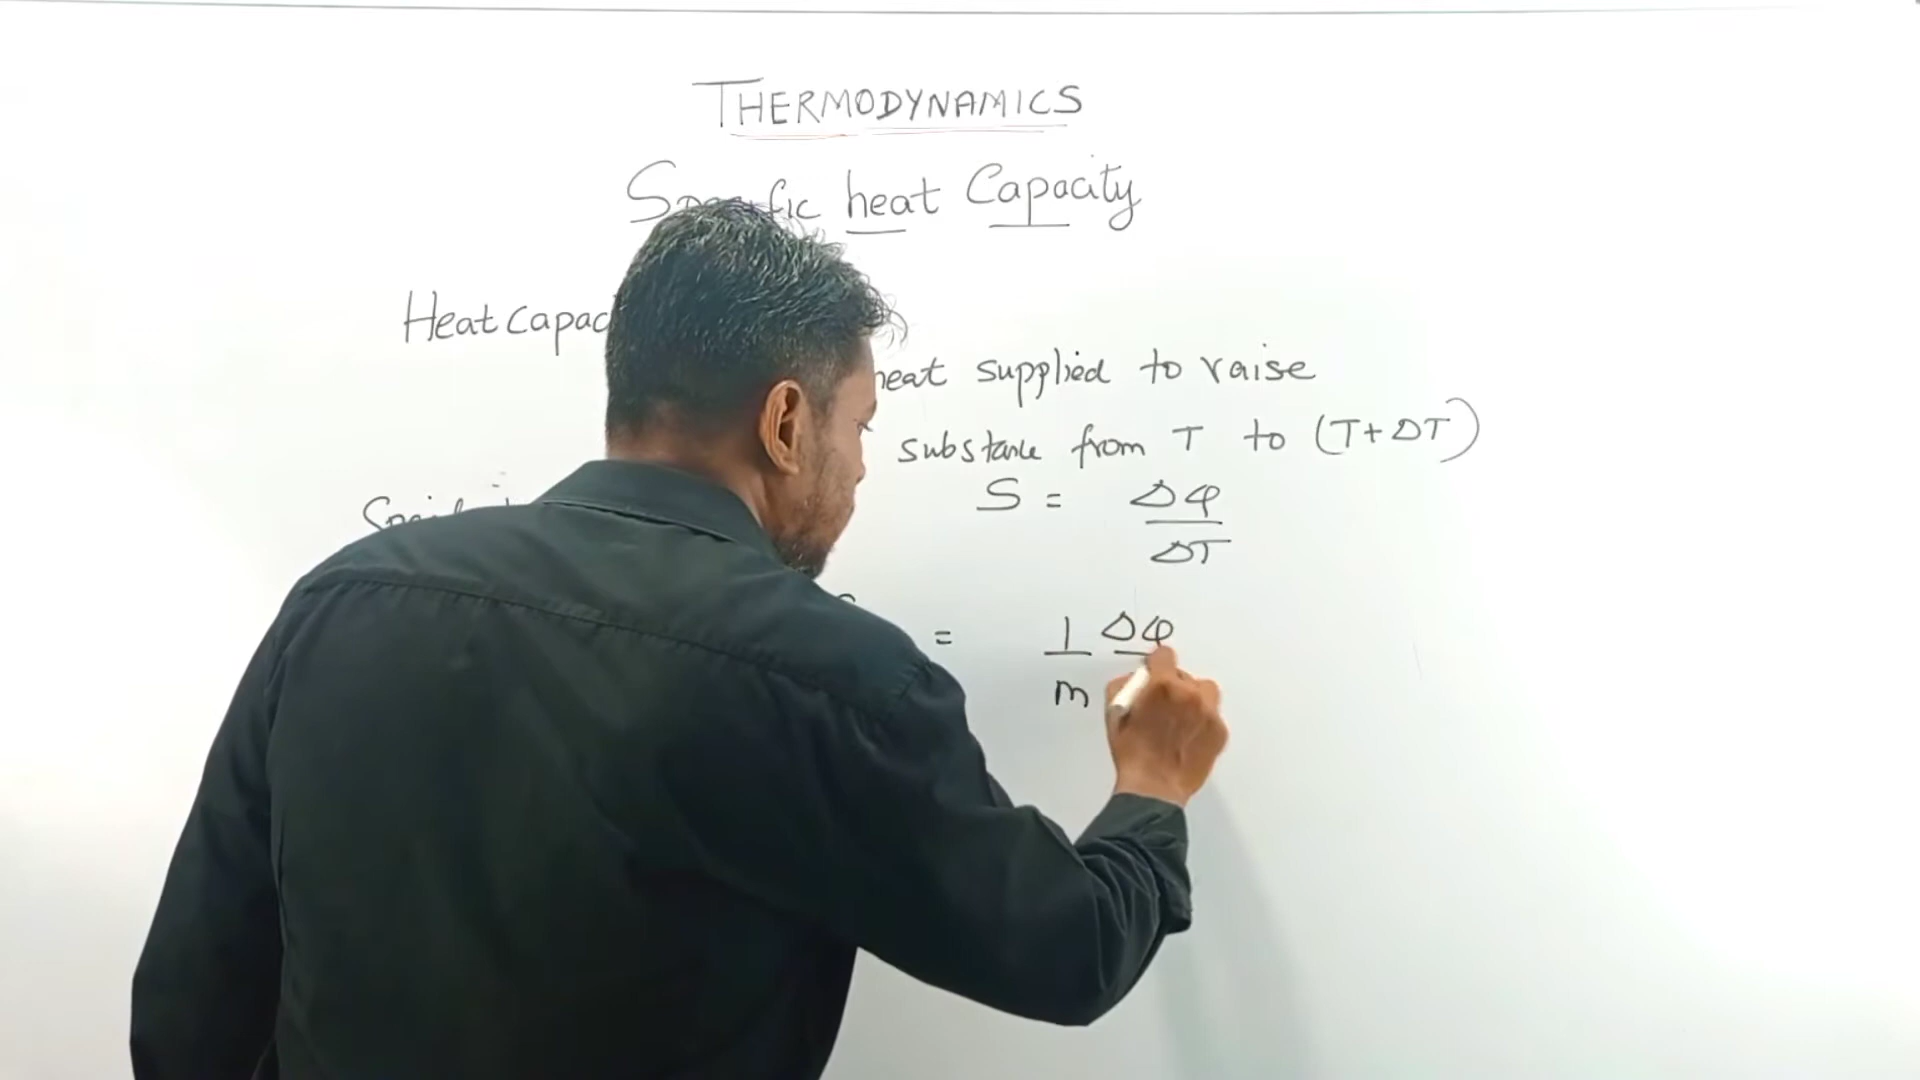 THERMODYNAMICS
Specific heat Capacity
Heat capac
heat supplied to raise
substance from T to (T+ΔT)
S = ΔQ
ΔT
= 1 ΔQ
m